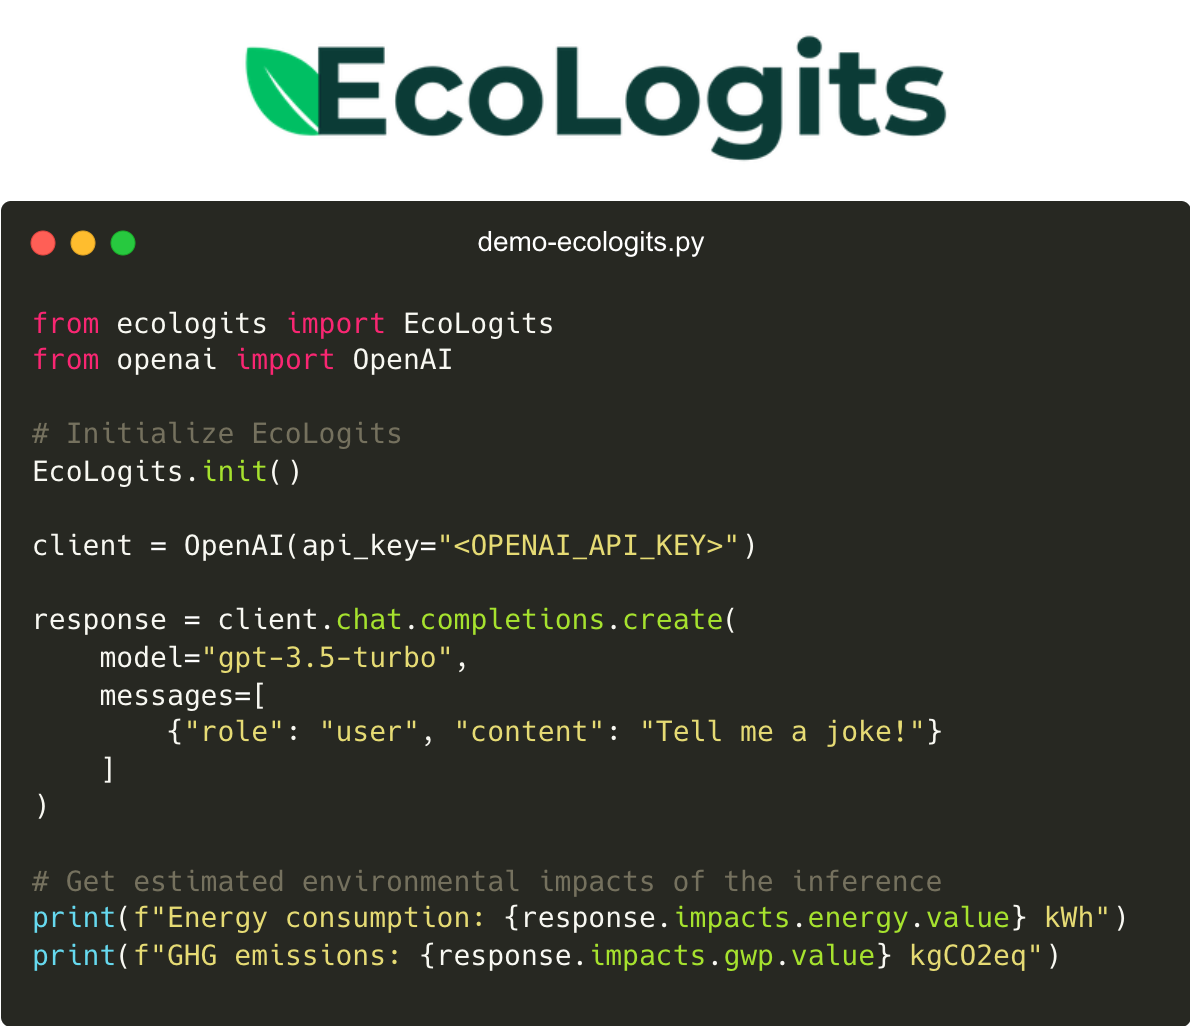 EcoLogits
demo-ecologits.py
from ecologits import EcoLogits
from openai import OpenAI
# Initialize EcoLogits
EcoLogits.init()
client = OpenAI(api_key="<OPENAI_API_KEY>")
response = client.chat.completions.create(
    model="gpt-3.5-turbo",
    messages=[
        {"role": "user", "content": "Tell me a joke!"}
    ]
)
# Get estimated environmental impacts of the inference
print(f"Energy consumption: {response.impacts.energy.value} kWh")
print(f"GHG emissions: {response.impacts.gwp.value} kgCO2eq")